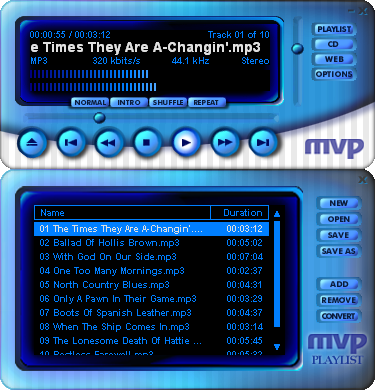 00:00:55 / 00:03:12 Track 01 of 10
e Times They Are A-Changin'.mp3
MP3 320 kbits/s 44.1 kHz Stereo
NORMAL INTRO SHUFFLE REPEAT
PLAYLIST
CD
WEB
OPTIONS
mvp
Name Duration
01 The Times They Are A-Changin'.... 00:03:12
02 Ballad Of Hollis Brown.mp3 00:05:02
03 With God On Our Side.mp3 00:07:04
04 One Too Many Mornings.mp3 00:02:37
05 North Country Blues.mp3 00:04:31
06 Only A Pawn In Their Game.mp3 00:03:29
07 Boots Of Spanish Leather.mp3 00:04:37
08 When The Ship Comes In.mp3 00:03:14
09 The Lonesome Death Of Hattie ... 00:05:45
10 Restless Farewell.mp3 00:05:32
NEW
OPEN
SAVE
SAVE AS
ADD
REMOVE
CONVERT
mvp
PLAYLIST